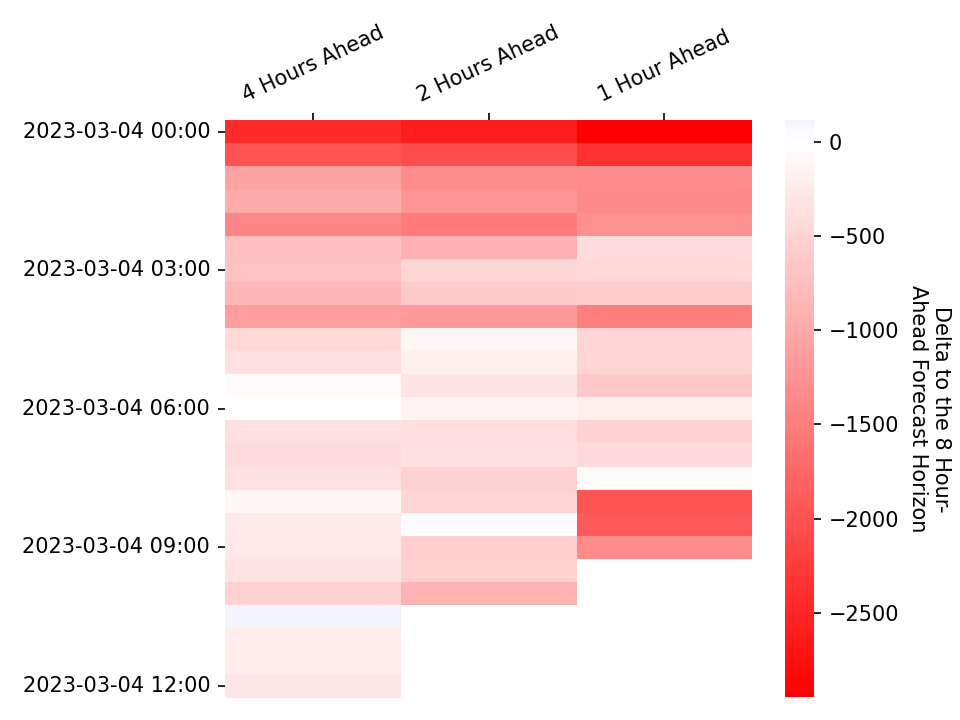 4 Hours Ahead
2 Hours Ahead
1 Hour Ahead
2023-03-04 00:00
2023-03-04 03:00
2023-03-04 06:00
2023-03-04 09:00
2023-03-04 12:00
0
−500
−1000
−1500
−2000
−2500
Delta to the 8 Hour-
Ahead Forecast Horizon